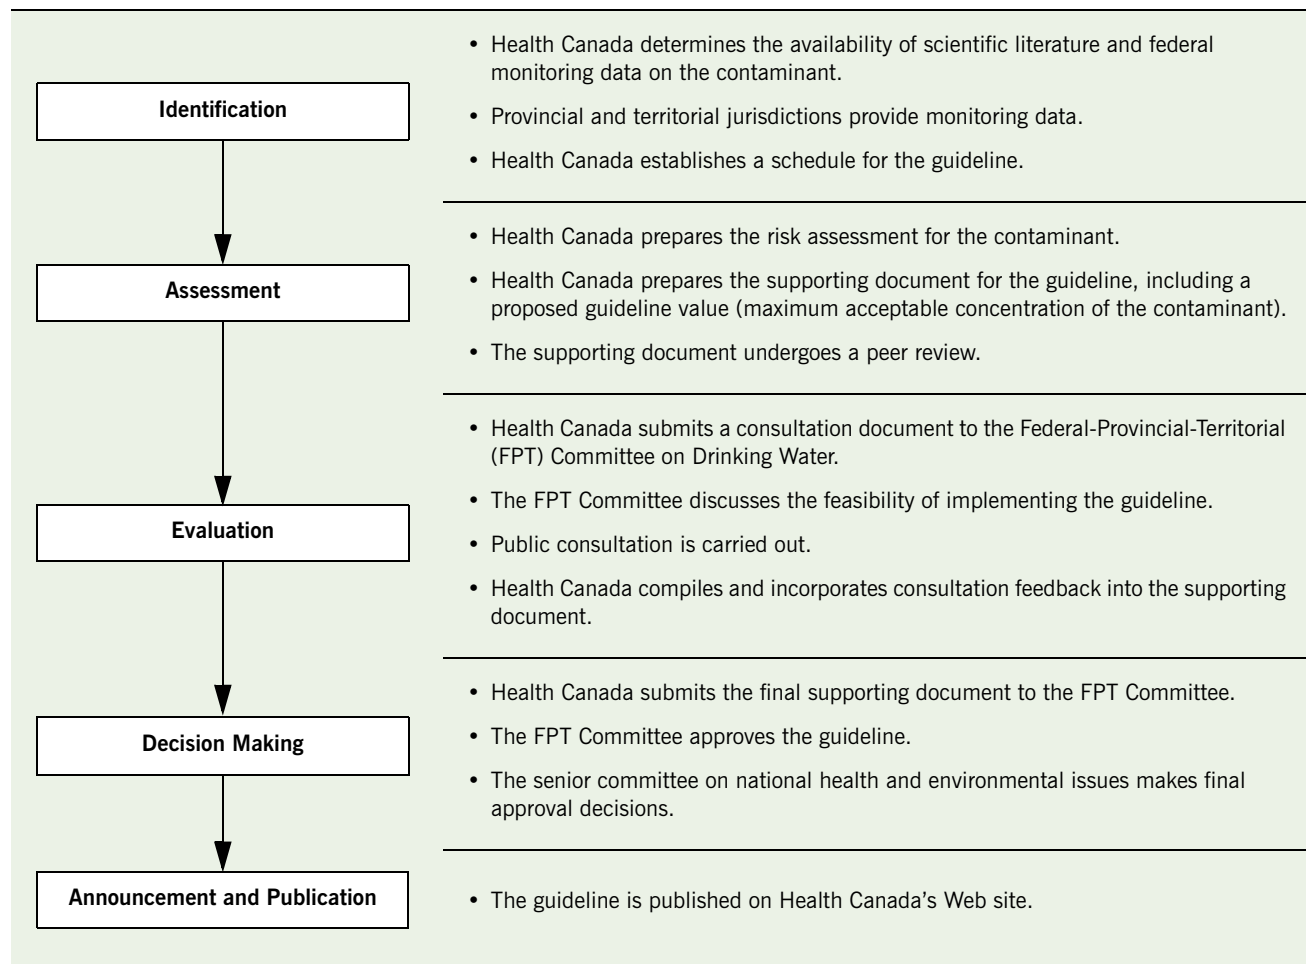 Identification
• Health Canada determines the availability of scientific literature and federal
monitoring data on the contaminant.
• Provincial and territorial jurisdictions provide monitoring data.
• Health Canada establishes a schedule for the guideline.
Assessment
• Health Canada prepares the risk assessment for the contaminant.
• Health Canada prepares the supporting document for the guideline, including a
proposed guideline value (maximum acceptable concentration of the contaminant).
• The supporting document undergoes a peer review.
Evaluation
• Health Canada submits a consultation document to the Federal-Provincial-Territorial
(FPT) Committee on Drinking Water.
• The FPT Committee discusses the feasibility of implementing the guideline.
• Public consultation is carried out.
• Health Canada compiles and incorporates consultation feedback into the supporting
document.
Decision Making
• Health Canada submits the final supporting document to the FPT Committee.
• The FPT Committee approves the guideline.
• The senior committee on national health and environmental issues makes final
approval decisions.
Announcement and Publication
• The guideline is published on Health Canada's Web site.